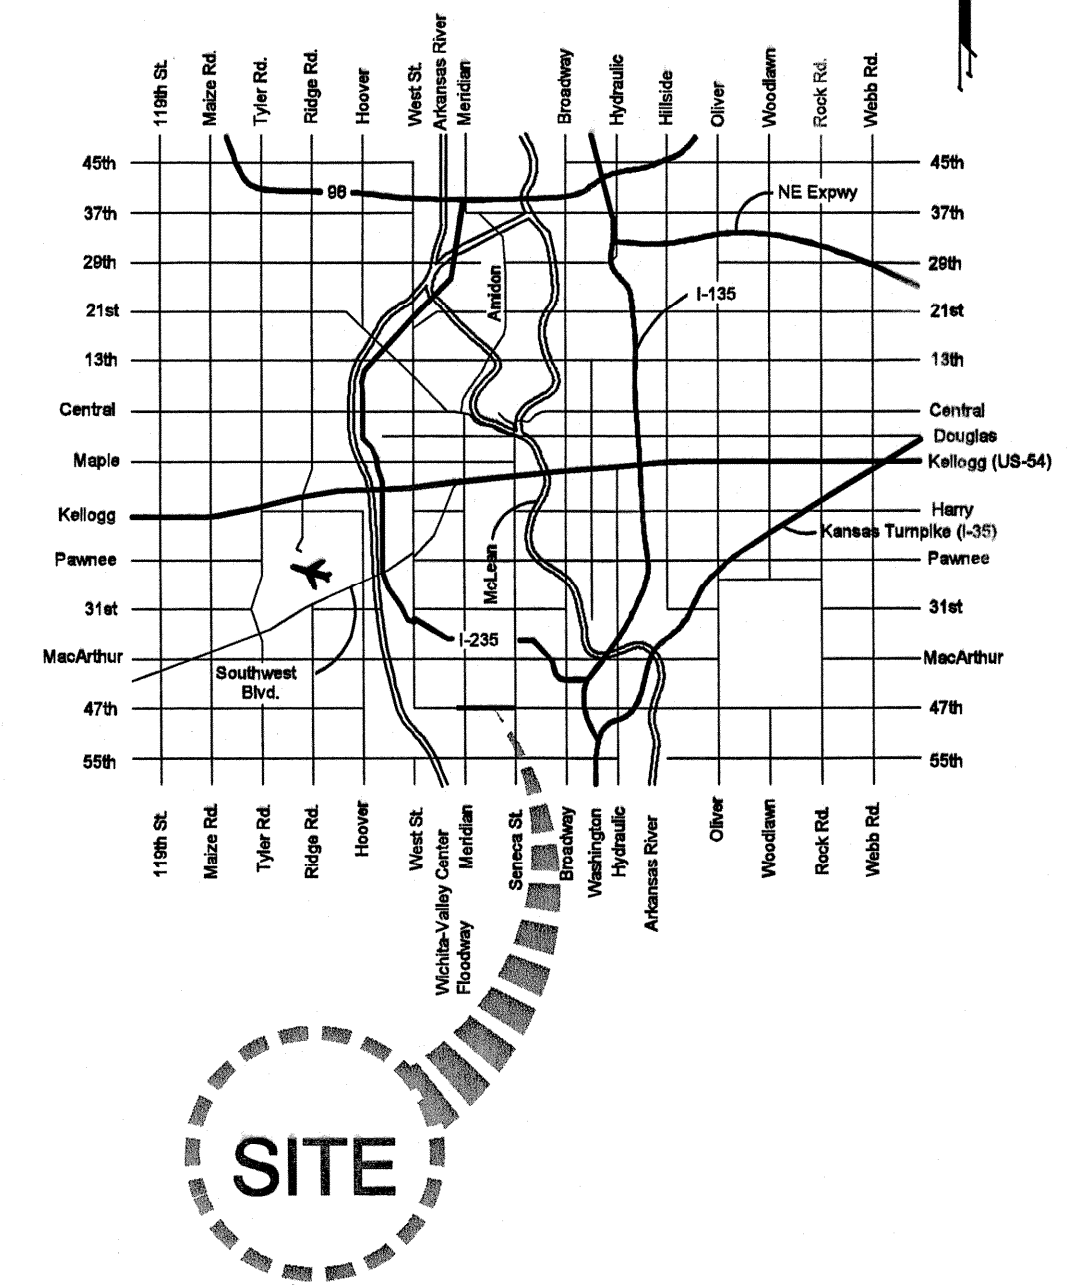 119th St.
Maize Rd.
Tyler Rd.
Ridge Rd.
Hoover
West St.
Arkansas River
Meridian
Broadway
Hydraulic
Hillside
Oliver
Woodlawn
Rock Rd.
Webb Rd.
45th
45th
96
NE Expwy
37th
37th
29th
29th
Amidon
I-135
21st
21st
13th
13th
Central
Central
Douglas
Maple
Kellogg (US-54)
Kellogg
Harry
Kansas Turnpike (I-35)
Pawnee
Pawnee
McLean
31st
31st
I-235
MacArthur
MacArthur
Southwest
Blvd.
47th
47th
55th
55th
119th St.
Maize Rd.
Tyler Rd.
Ridge Rd.
Hoover
West St.
Wichita-Valley Center
Floodway
Meridian
Seneca St.
Broadway
Washington
Hydraulic
Arkansas River
Oliver
Woodlawn
Rock Rd.
Webb Rd.
SITE